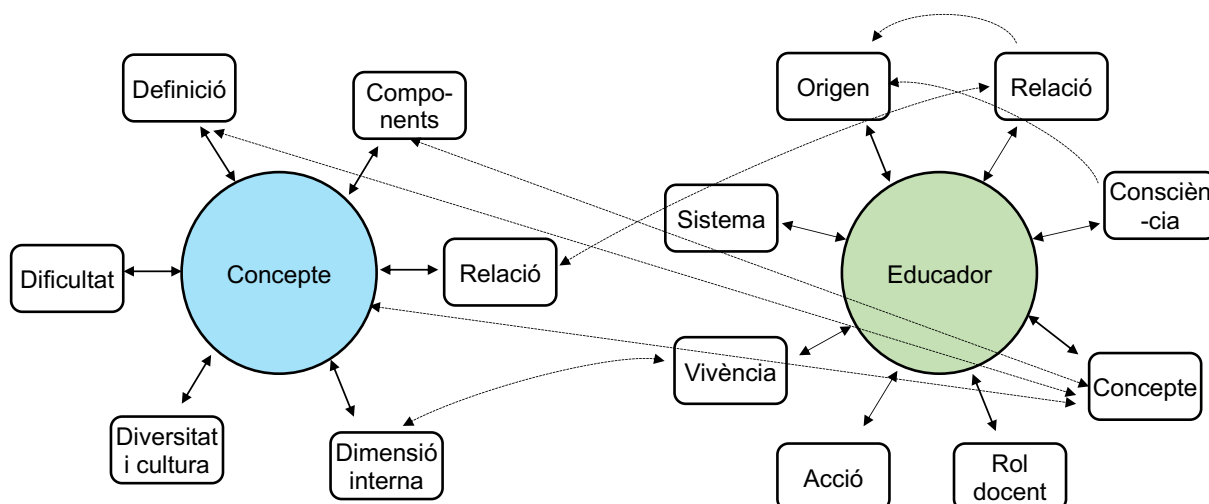 Definició
Compo-
nents
Dificultat
Concepte
Relació
Diversitat
i cultura
Dimensió
interna
Origen
Relació
Sistema
Conscièn
-cia
Educador
Vivència
Concepte
Acció
Rol
docent